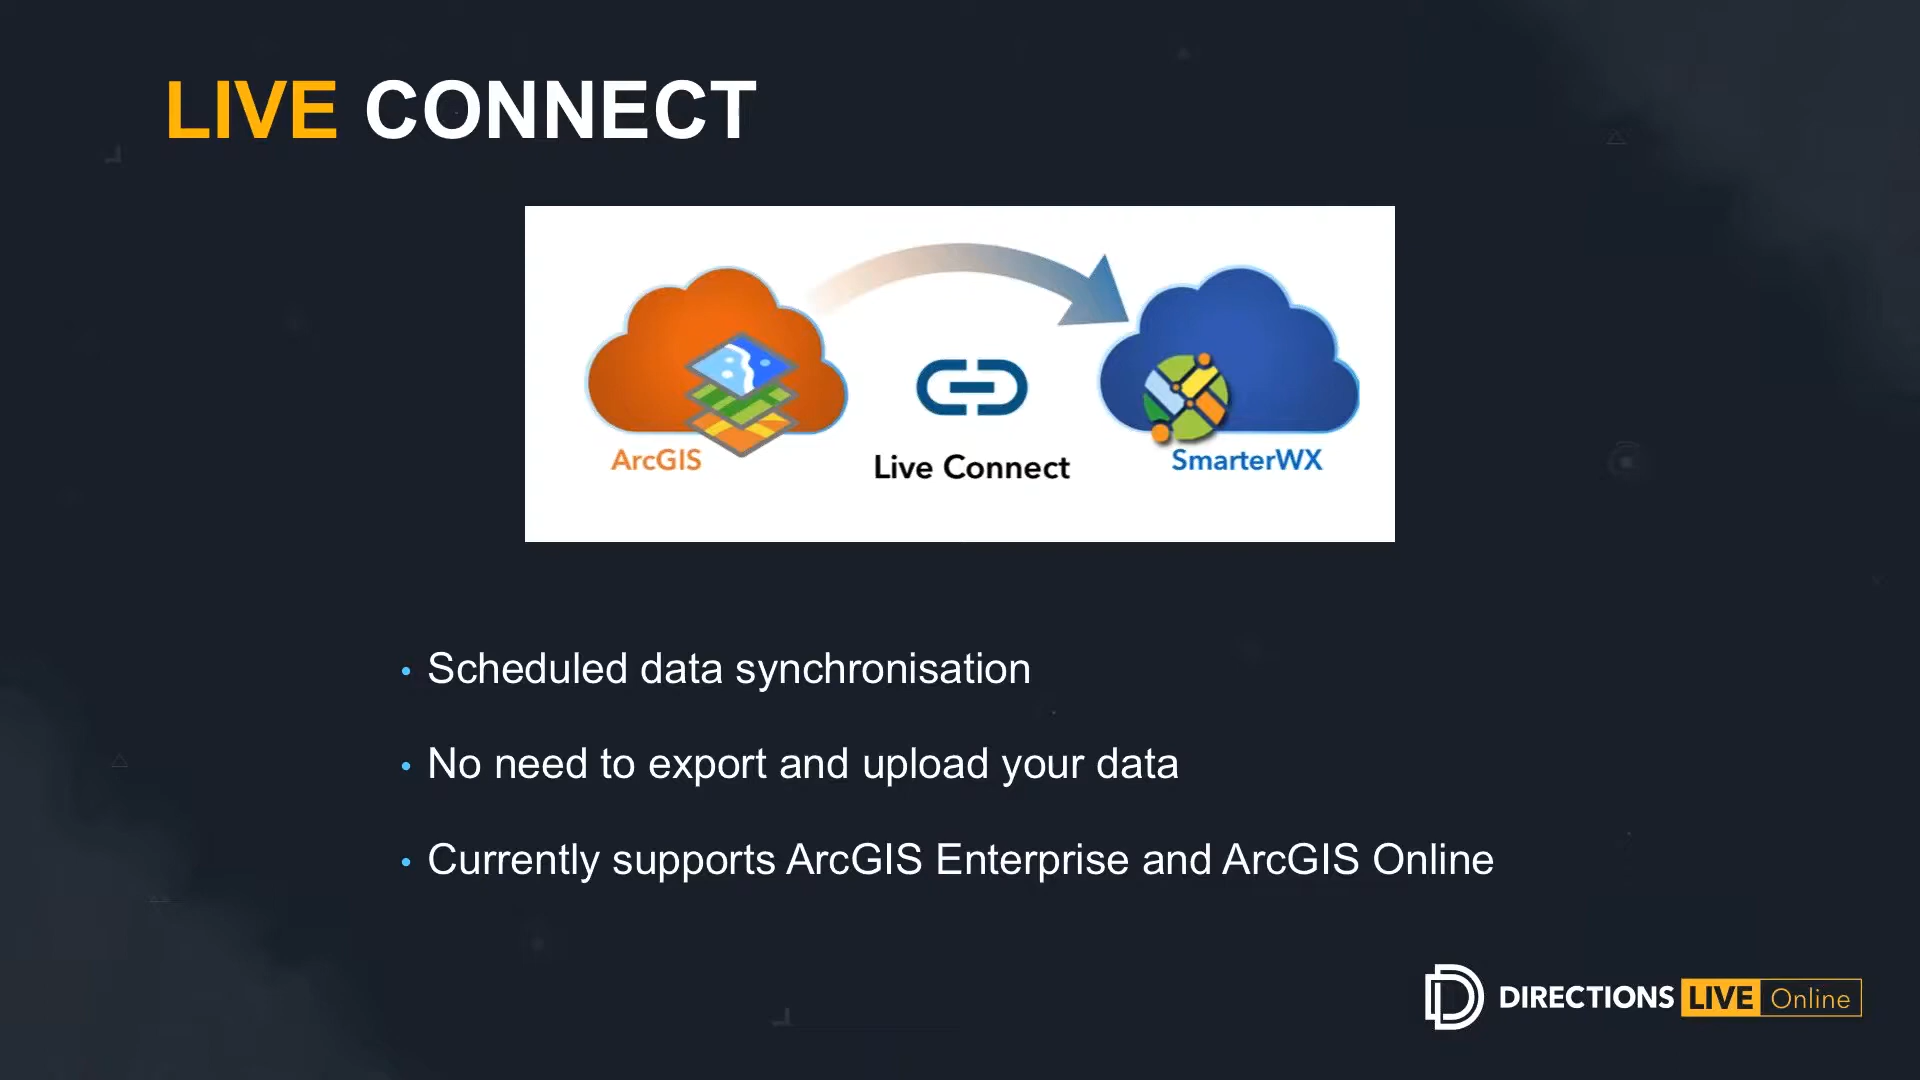 LIVE CONNECT
ArcGIS
Live Connect
SmarterWX
• Scheduled data synchronisation
• No need to export and upload your data
• Currently supports ArcGIS Enterprise and ArcGIS Online
DIRECTIONS LIVE Online